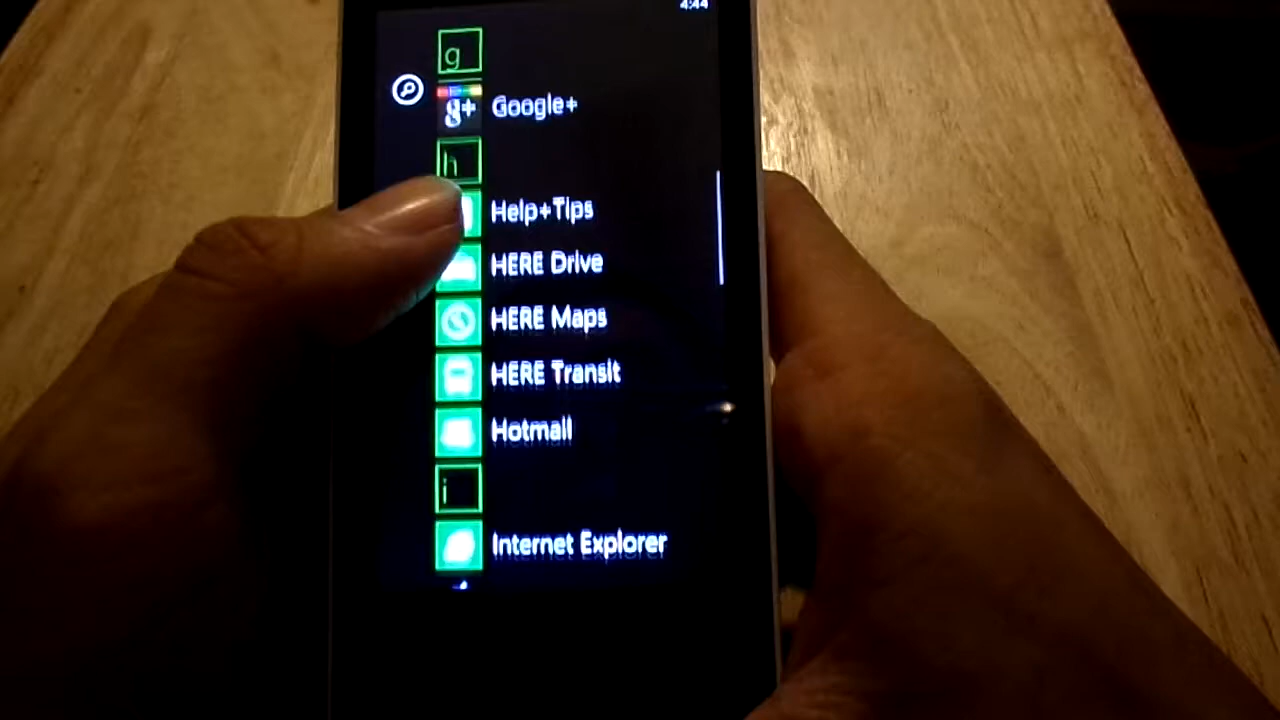 4:44
g
g+ Google+
h
Help+Tips
HERE Drive
HERE Maps
HERE Transit
Hotmail
i
Internet Explorer